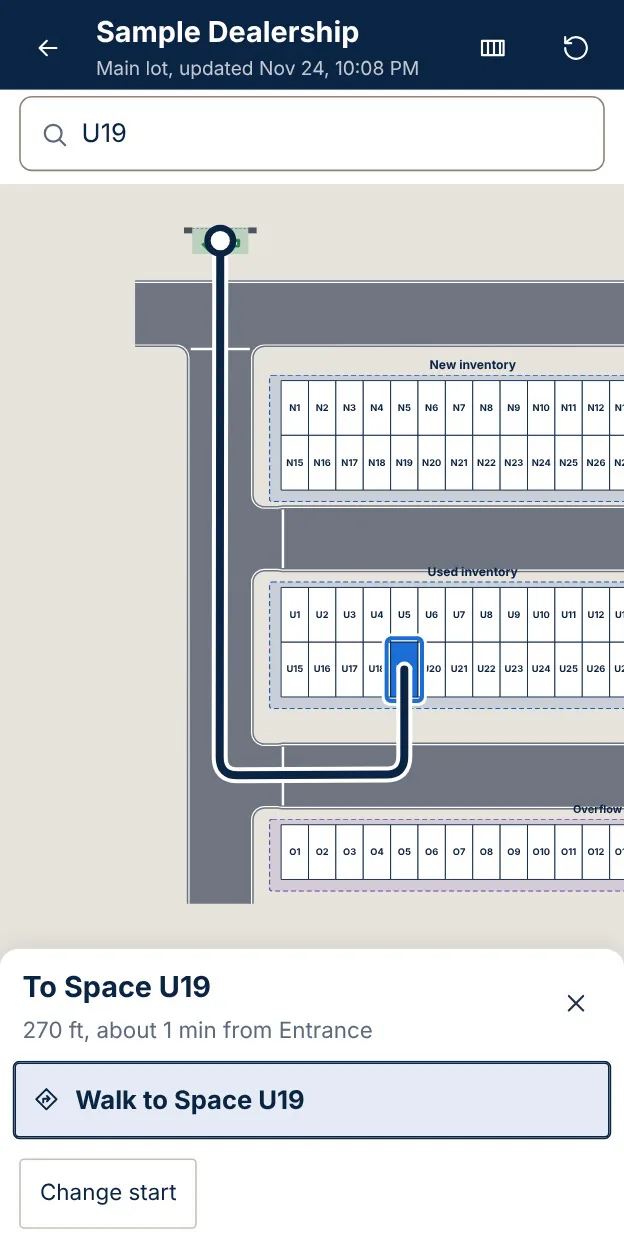 Sample Dealership
Main lot, updated Nov 24, 10:08 PM
U19
New inventory
N1 N2 N3 N4 N5 N6 N7 N8 N9 N10 N11 N12
N15 N16 N17 N18 N19 N20 N21 N22 N23 N24 N25 N26
Used inventory
U1 U2 U3 U4 U5 U6 U7 U8 U9 U10 U11 U12
U15 U16 U17 U18 U20 U21 U22 U23 U24 U25 U26
Overflow
O1 O2 O3 O4 O5 O6 O7 O8 O9 O10 O11 O12
To Space U19
270 ft, about 1 min from Entrance
Walk to Space U19
Change start